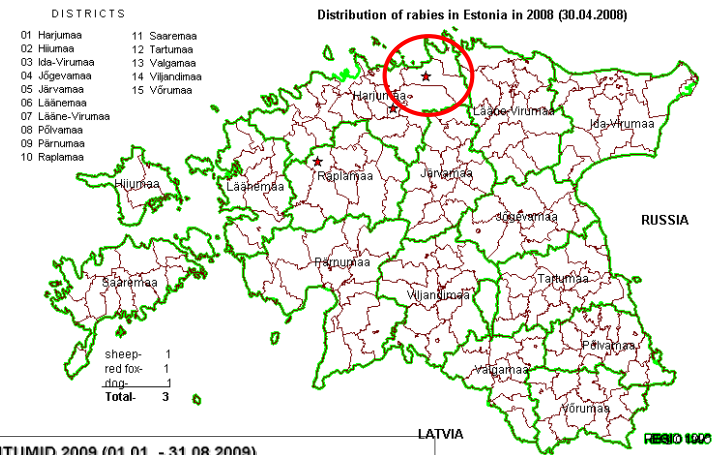 DISTRICTS
Distribution of rabies in Estonia in 2008 (30.04.2008)
01 Harjumaa
02 Hiiumaa
03 Ida-Virumaa
04 Jõgevamaa
05 Järvamaa
06 Läänemaa
07 Lääne-Virumaa
08 Põlvamaa
09 Pärnumaa
10 Raplamaa
11 Saaremaa
12 Tartumaa
13 Valgamaa
14 Viljandimaa
15 Võrumaa
Harjumaa
Lääne-Virumaa
Ida-Virumaa
Hiiumaa
Läänemaa
Raplamaa
Järvamaa
Jõgevamaa
RUSSIA
Saaremaa
Pärnumaa
Viljandimaa
Tartumaa
Põlvamaa
Valgamaa
Võrumaa
sheep- 1
red fox- 1
dog- 1
Total- 3
LATVIA